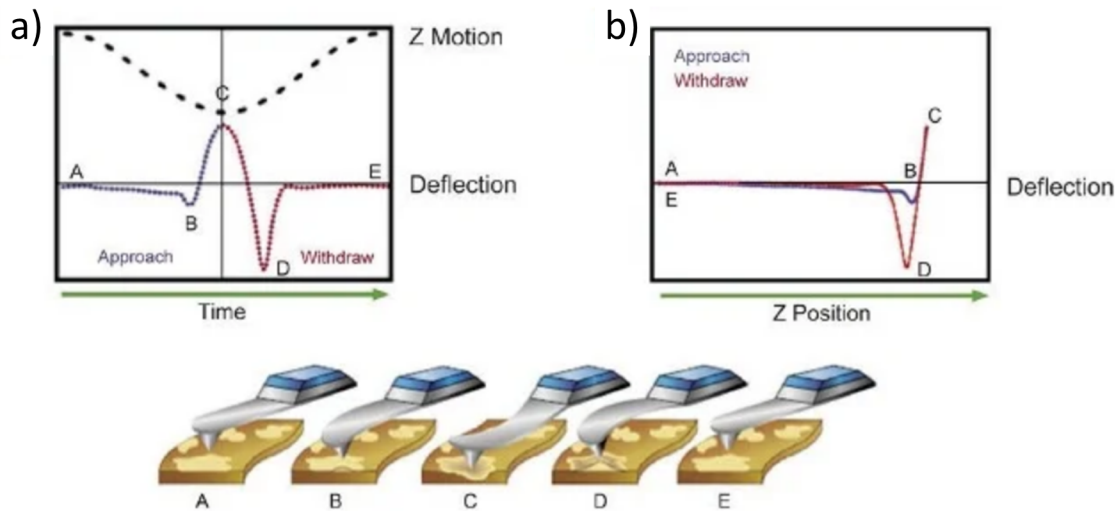 a)
Z Motion
C
A
E
Deflection
B
Approach
Withdraw
D
Time
b)
Approach
Withdraw
C
A
B
E
Deflection
D
Z Position
A
B
C
D
E